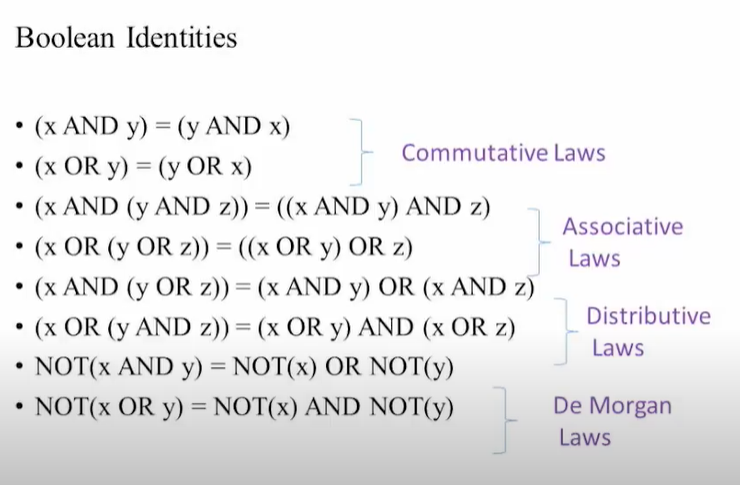 Boolean Identities
• (x AND y) = (y AND x)
• (x OR y) = (y OR x)
Commutative Laws
• (x AND (y AND z)) = ((x AND y) AND z)
• (x OR (y OR z)) = ((x OR y) OR z)
Associative
Laws
• (x AND (y OR z)) = (x AND y) OR (x AND z)
• (x OR (y AND z)) = (x OR y) AND (x OR z)
Distributive
Laws
• NOT(x AND y) = NOT(x) OR NOT(y)
• NOT(x OR y) = NOT(x) AND NOT(y)
De Morgan
Laws